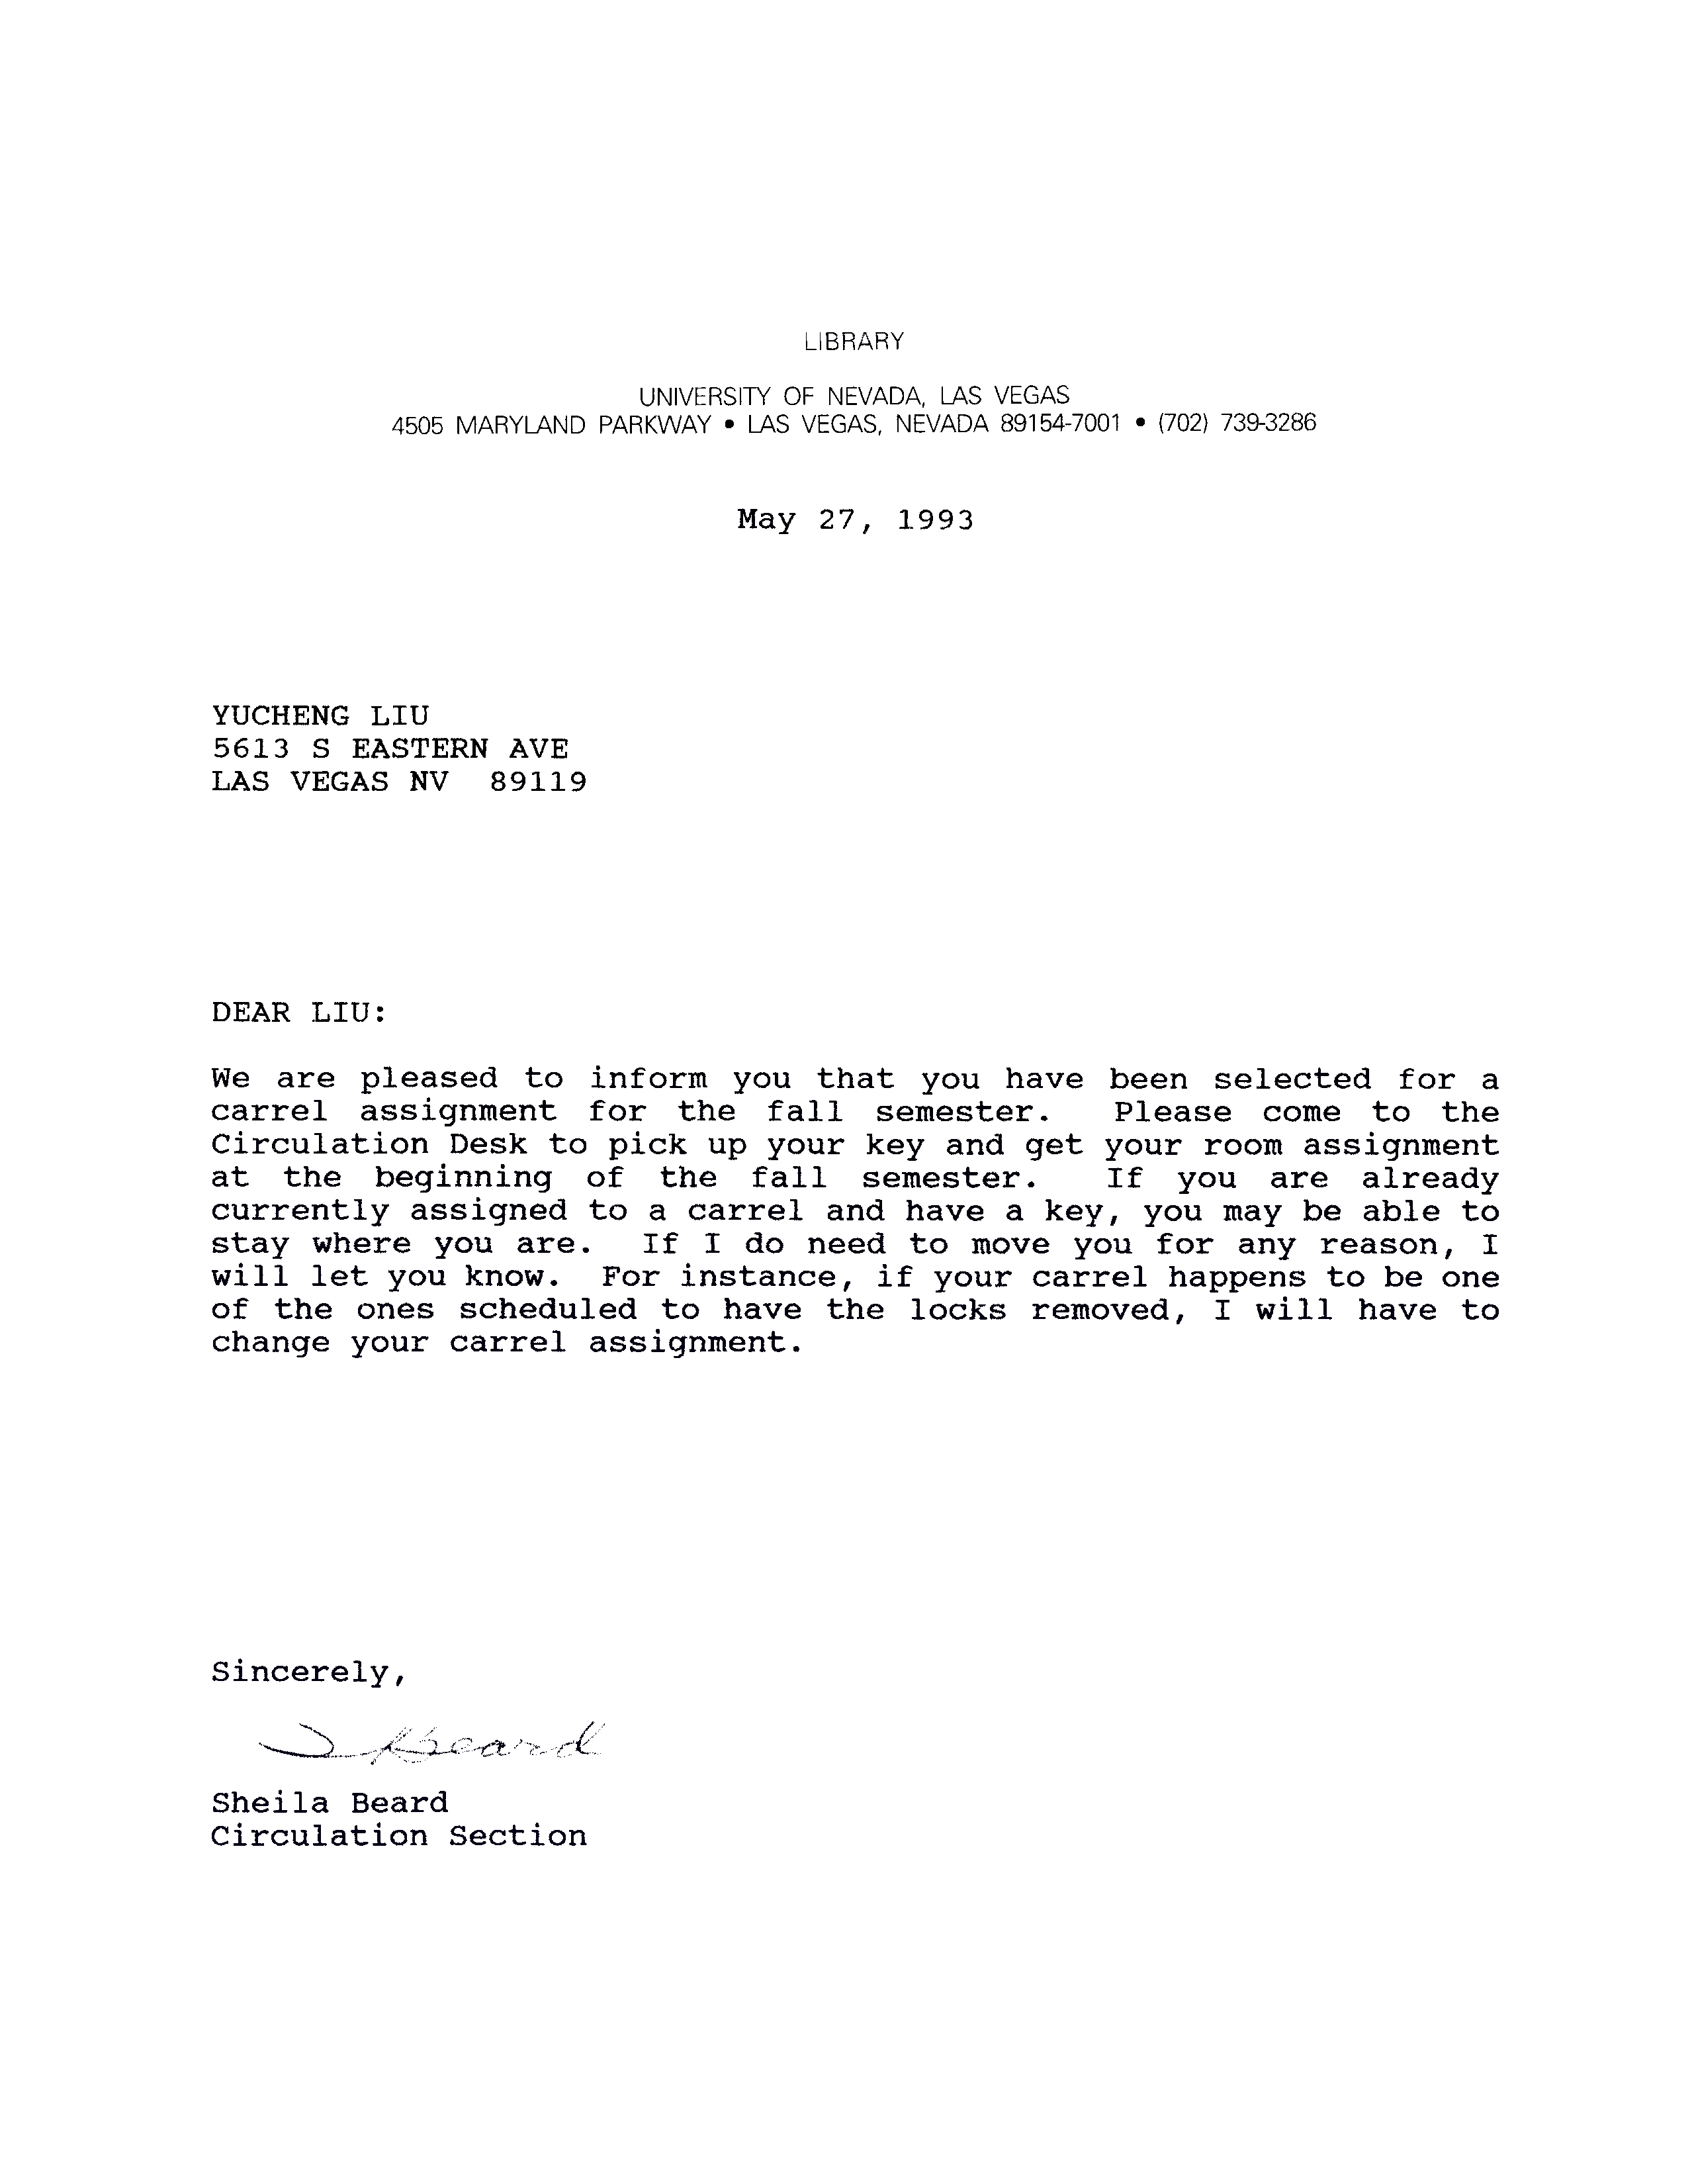 LIBRARY
UNIVERSITY OF NEVADA, LAS VEGAS
4505 MARYLAND PARKWAY • LAS VEGAS, NEVADA 89154-7001 • (702) 739-3286
May 27, 1993
YUCHENG LIU
5613 S EASTERN AVE
LAS VEGAS NV 89119
DEAR LIU:
We are pleased to inform you that you have been selected for a
carrel assignment for the fall semester. Please come to the
Circulation Desk to pick up your key and get your room assignment
at the beginning of the fall semester. If you are already
currently assigned to a carrel and have a key, you may be able to
stay where you are. If I do need to move you for any reason, I
will let you know. For instance, if your carrel happens to be one
of the ones scheduled to have the locks removed, I will have to
change your carrel assignment.
Sincerely,
S Beard
Sheila Beard
Circulation Section